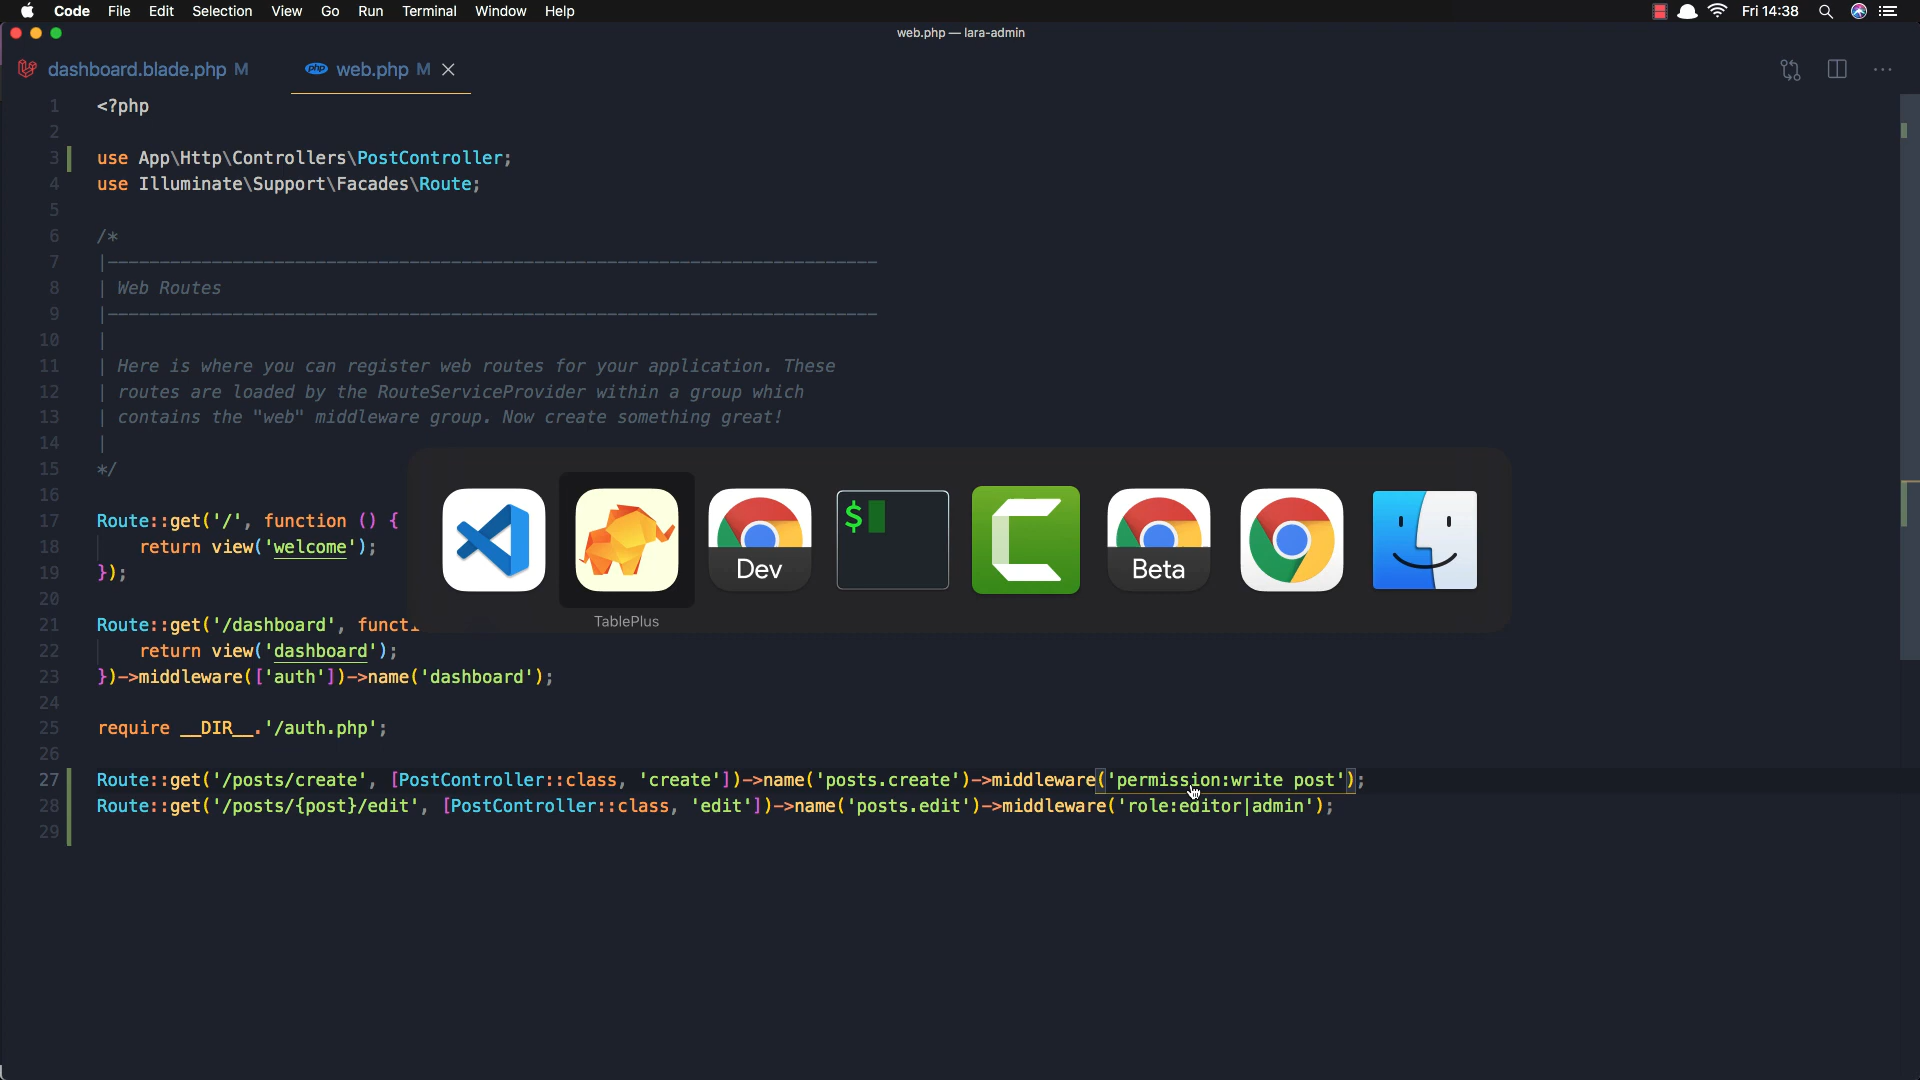 Code File Edit Selection View Go Run Terminal Window Help Fri 14:38
web.php — lara-admin
dashboard.blade.php M php web.php M
1 <?php
2
3 use App\Http\Controllers\PostController;
4 use Illuminate\Support\Facades\Route;
5
6 /*
7 |--------------------------------------------------------------------------
8 | Web Routes
9 |--------------------------------------------------------------------------
10 |
11 | Here is where you can register web routes for your application. These
12 | routes are loaded by the RouteServiceProvider within a group which
13 | contains the "web" middleware group. Now create something great!
14 |
15 */
16
17 Route::get('/', function () {
18 return view('welcome');
19 });
20
21 Route::get('/dashboard', functi
22 return view('dashboard');
23 })->middleware(['auth'])->name('dashboard');
24
25 require __DIR__.'/auth.php';
26
27 Route::get('/posts/create', [PostController::class, 'create'])->name('posts.create')->middleware('permission:write post');
28 Route::get('/posts/{post}/edit', [PostController::class, 'edit'])->name('posts.edit')->middleware('role:editor|admin');
29
Dev $ Beta
TablePlus